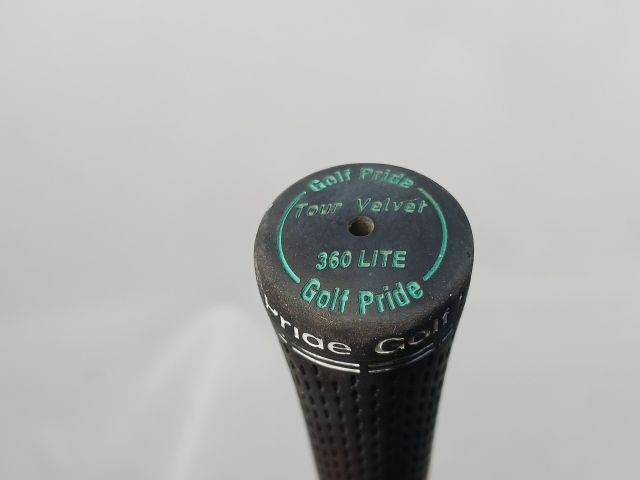 Golf Pride
Tour Velvet
360 LITE
Golf Pride
Pride Golf